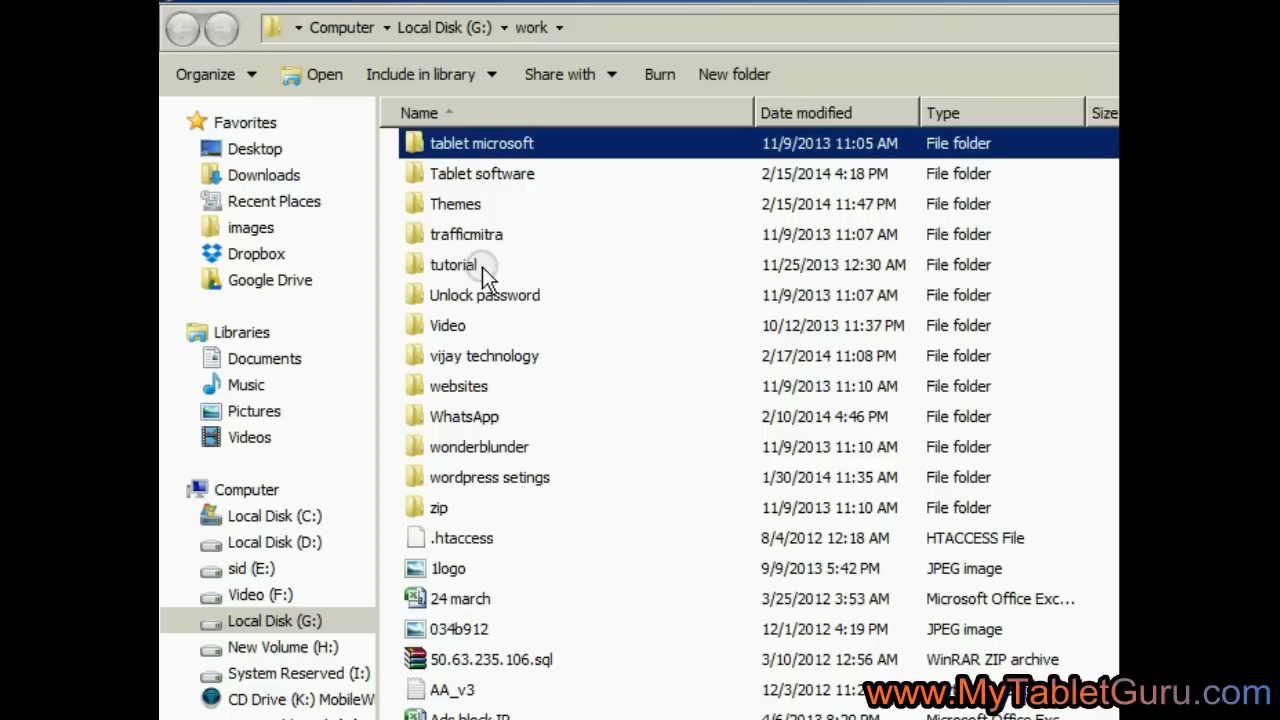 Computer Local Disk (G:) work
Organize Open Include in library Share with Burn New folder
Name Date modified Type Size
Favorites
Desktop
Downloads
Recent Places
images
Dropbox
Google Drive
Libraries
Documents
Music
Pictures
Videos
Computer
Local Disk (C:)
Local Disk (D:)
sid (E:)
Video (F:)
Local Disk (G:)
New Volume (H:)
System Reserved (I:)
CD Drive (K:) MobileW
tablet microsoft 11/9/2013 11:05 AM File folder
Tablet software 2/15/2014 4:18 PM File folder
Themes 2/15/2014 11:47 PM File folder
trafficmitra 11/9/2013 11:07 AM File folder
tutorial 11/25/2013 12:30 AM File folder
Unlock password 11/9/2013 11:07 AM File folder
Video 10/12/2013 11:37 PM File folder
vijay technology 2/17/2014 11:08 PM File folder
websites 11/9/2013 11:10 AM File folder
WhatsApp 2/10/2014 4:46 PM File folder
wonderblunder 11/9/2013 11:10 AM File folder
wordpress setings 1/30/2014 11:35 AM File folder
zip 11/9/2013 11:10 AM File folder
.htaccess 8/4/2012 12:18 AM HTACCESS File
1logo 9/9/2013 5:42 PM JPEG image
24 march 3/25/2012 3:53 AM Microsoft Office Exc...
034b912 12/1/2012 4:19 PM JPEG image
50.63.235.106.sql 3/10/2012 12:56 AM WinRAR ZIP archive
AA_v3 12/3/2012
www.MyTabletGuru.com